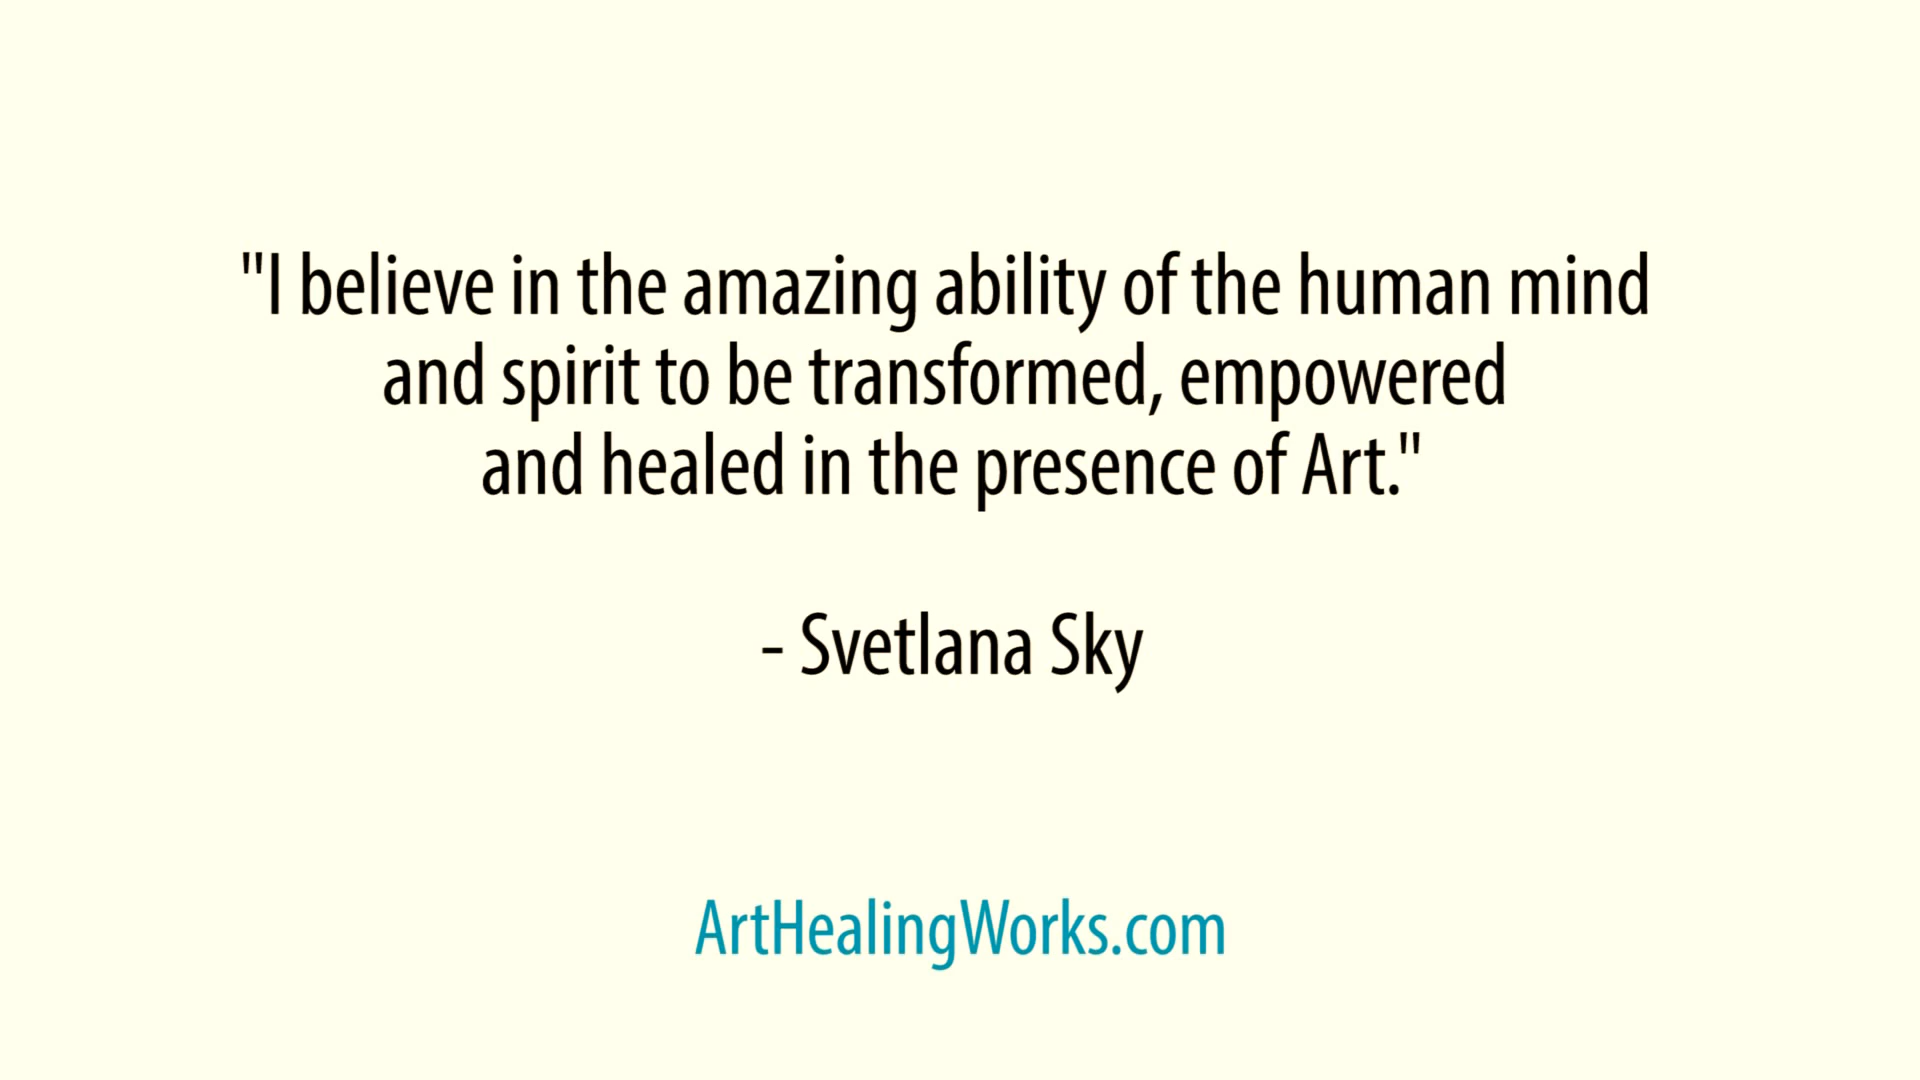 "I believe in the amazing ability of the human mind
and spirit to be transformed, empowered
and healed in the presence of Art."
- Svetlana Sky
ArtHealingWorks.com